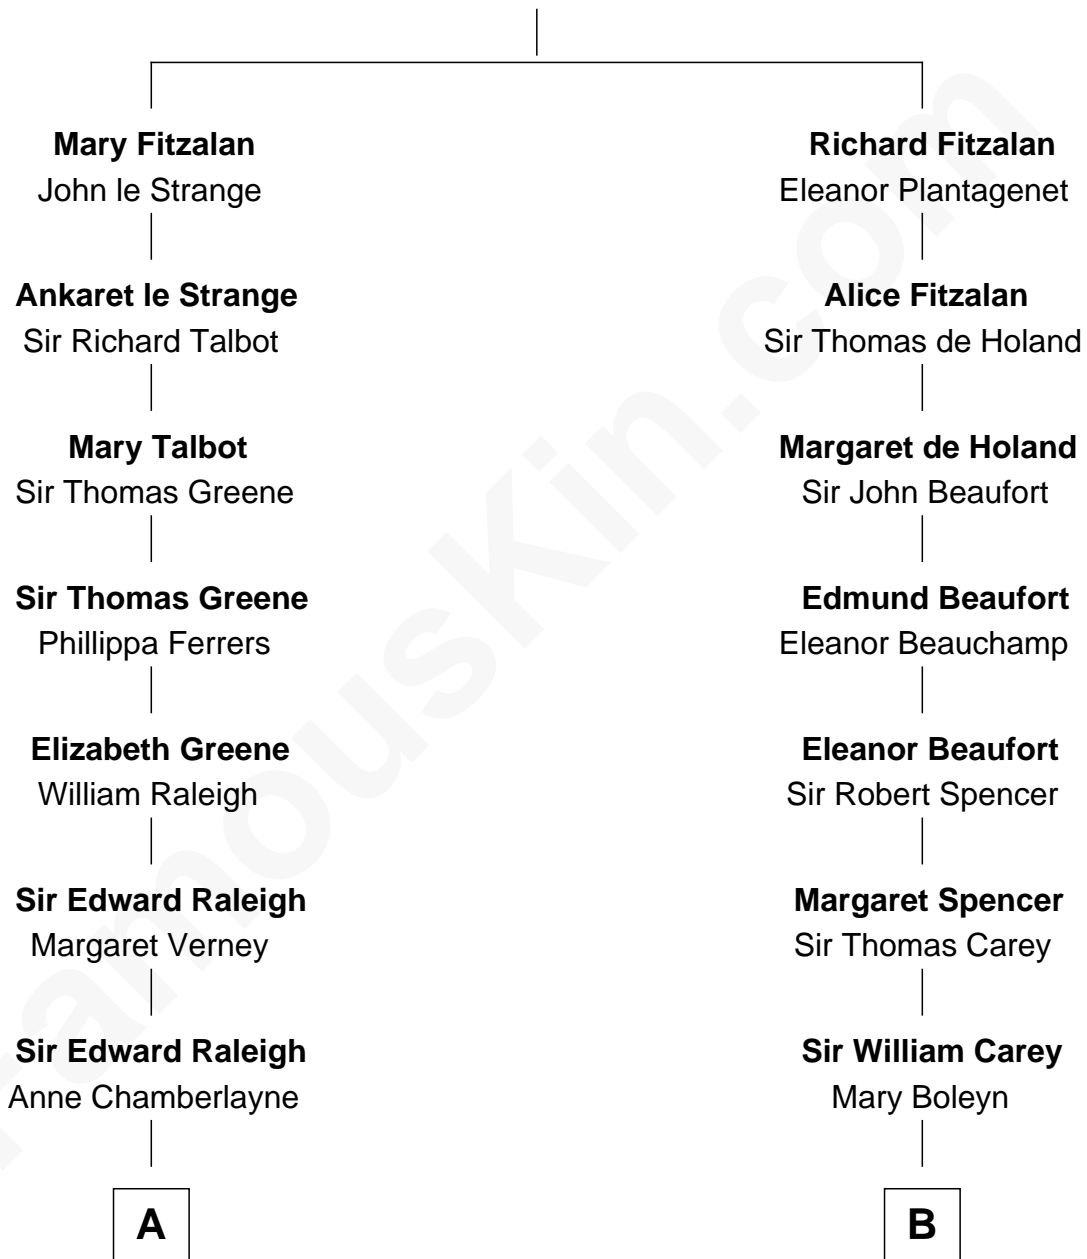 Mary Fitzalan
John le Strange
Ankaret le Strange
Sir Richard Talbot
Mary Talbot
Sir Thomas Greene
Sir Thomas Greene
Phillippa Ferrers
Elizabeth Greene
William Raleigh
Sir Edward Raleigh
Margaret Verney
Sir Edward Raleigh
Anne Chamberlayne
A
Richard Fitzalan
Eleanor Plantagenet
Alice Fitzalan
Sir Thomas de Holand
Margaret de Holand
Sir John Beaufort
Edmund Beaufort
Eleanor Beauchamp
Eleanor Beaufort
Sir Robert Spencer
Margaret Spencer
Sir Thomas Carey
Sir William Carey
Mary Boleyn
B
FamousKin.com